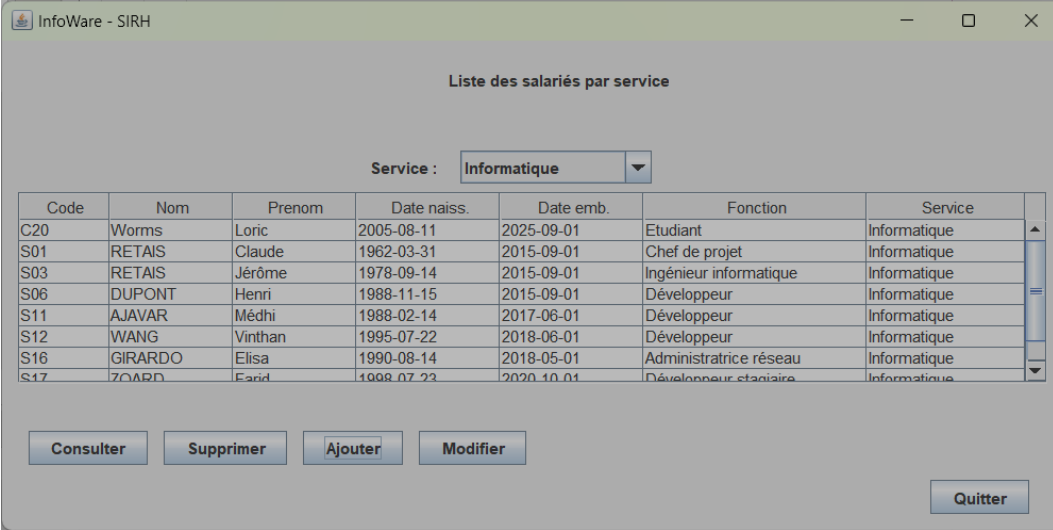 InfoWare - SIRH
Liste des salariés par service
Service : Informatique
Code Nom Prenom Date naiss. Date emb. Fonction Service
C20 Worms Loric 2005-08-11 2025-09-01 Etudiant Informatique
S01 RETAIS Claude 1962-03-31 2015-09-01 Chef de projet Informatique
S03 RETAIS Jérôme 1978-09-14 2015-09-01 Ingénieur informatique Informatique
S06 DUPONT Henri 1988-11-15 2015-09-01 Développeur Informatique
S11 AJAVAR Médhi 1988-02-14 2017-06-01 Développeur Informatique
S12 WANG Vinthan 1995-07-22 2018-06-01 Développeur Informatique
S16 GIRARDO Elisa 1990-08-14 2018-05-01 Administratrice réseau Informatique
S17 ZOARD Farid 1998-07-23 2020-10-01 Développeur stagiaire Informatique
Consulter Supprimer Ajouter Modifier
Quitter